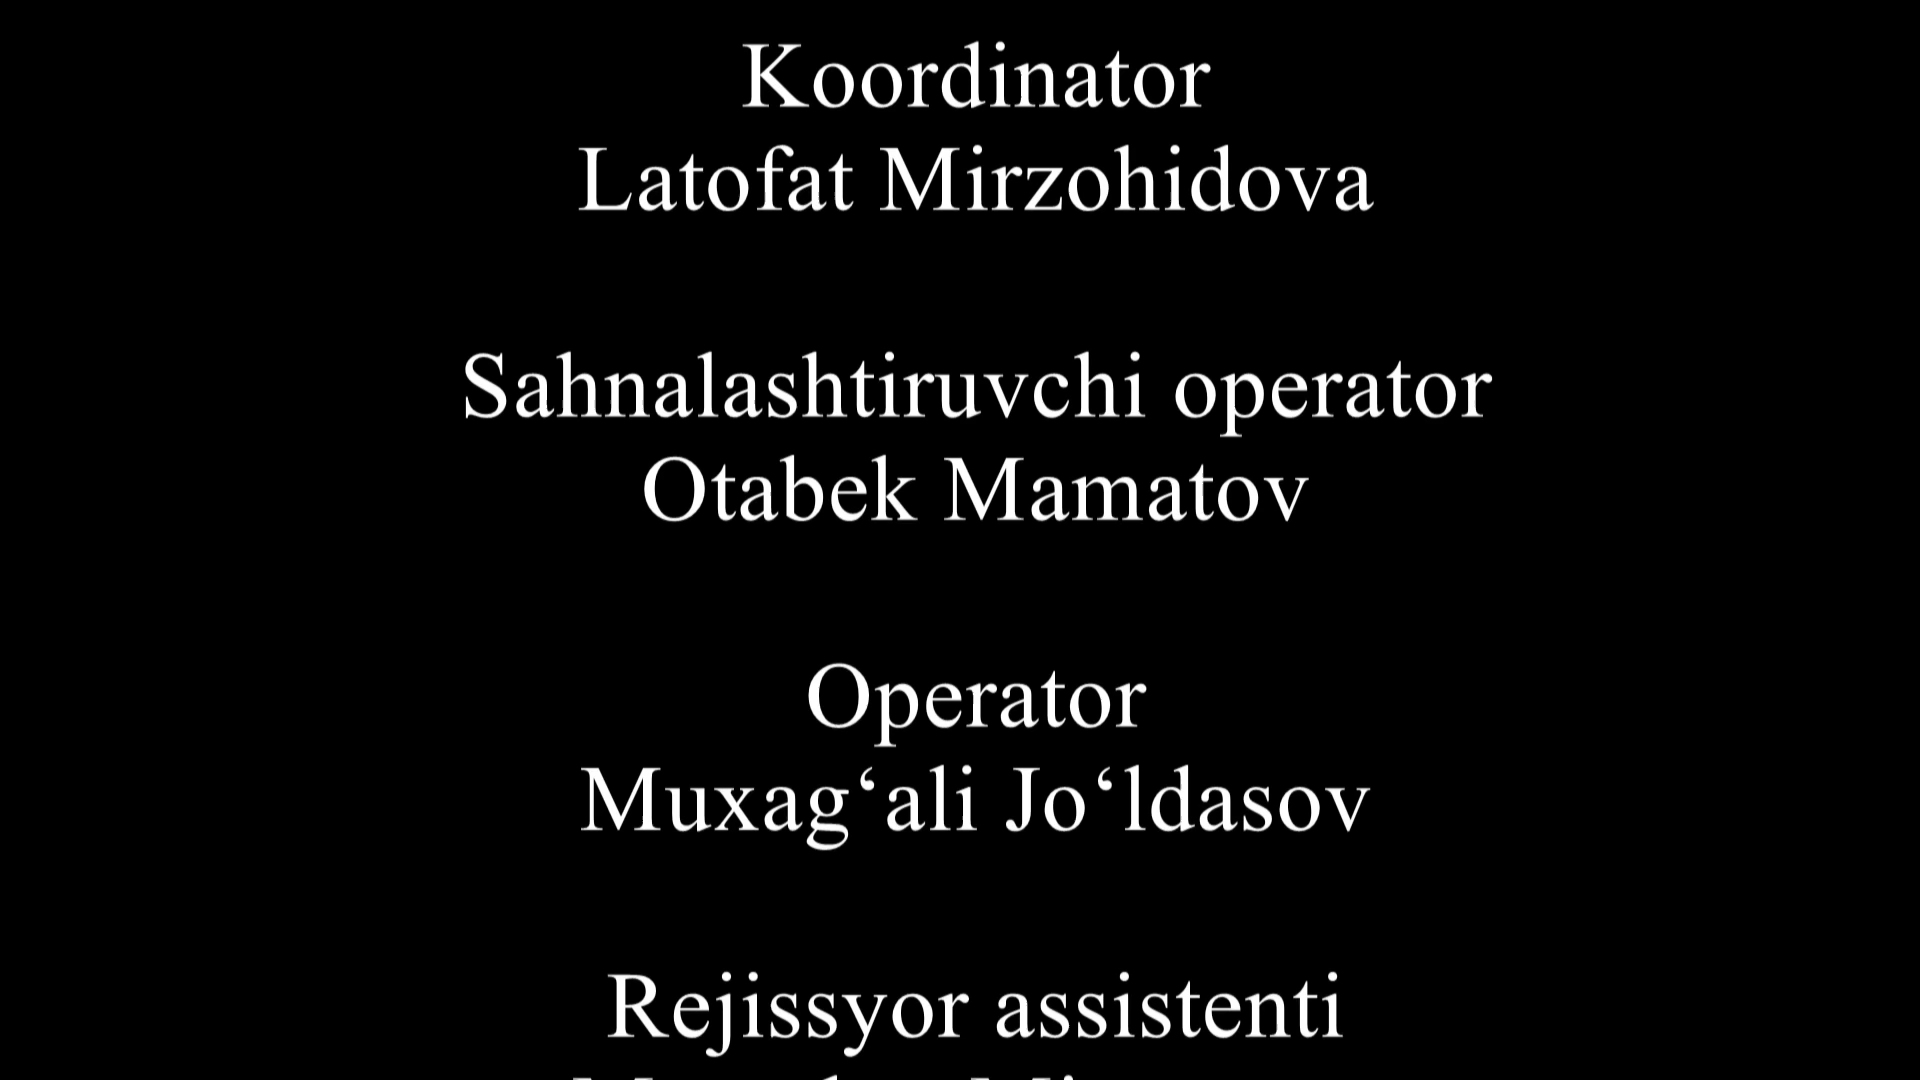 Koordinator
Latofat Mirzohidova
Sahnalashtiruvchi operator
Otabek Mamatov
Operator
Muxag‘ali Jo‘ldasov
Rejissyor assistenti